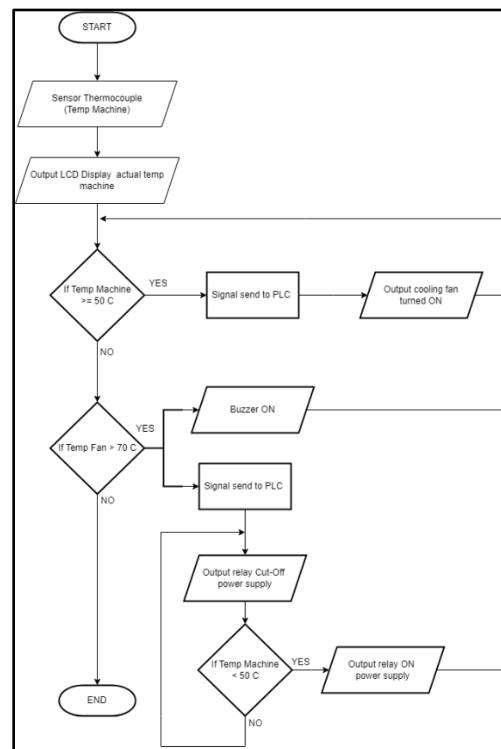 START
Sensor Thermocouple
(Temp Machine)
Output LCD Display actual temp
machine
If Temp Machine
>= 50 C
YES
Signal send to PLC
Output cooling fan
turned ON
NO
If Temp Fan > 70 C
YES
Buzzer ON
Signal send to PLC
NO
Output relay Cut-Off
power supply
If Temp Machine
< 50 C
YES
Output relay ON
power supply
NO
END